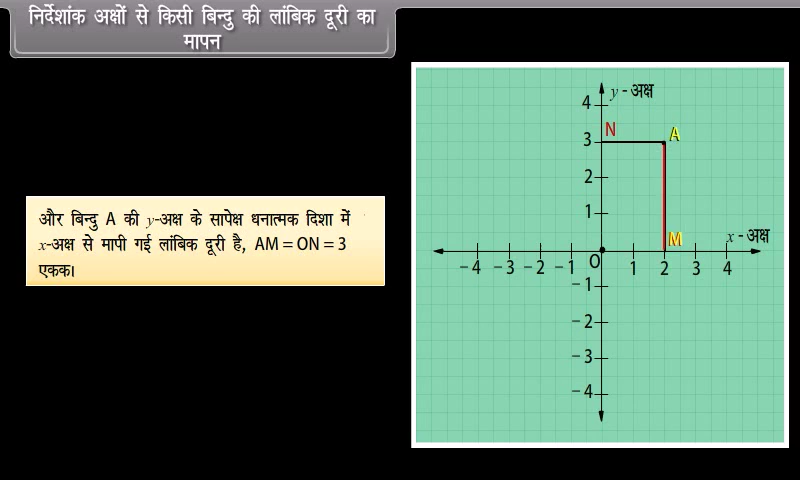 निर्देशांक अक्षों से किसी बिन्दु की लांबिक दूरी का
मापन
और बिन्दु A की y-अक्ष के सापेक्ष धनात्मक दिशा में
x-अक्ष से मापी गई लांबिक दूरी है, AM = ON = 3
एकक।
y - अक्ष
4
N
A
3
2
1
M
x - अक्ष
O
−4 −3 −2 −1 1 2 3 4
−1
−2
−3
−4